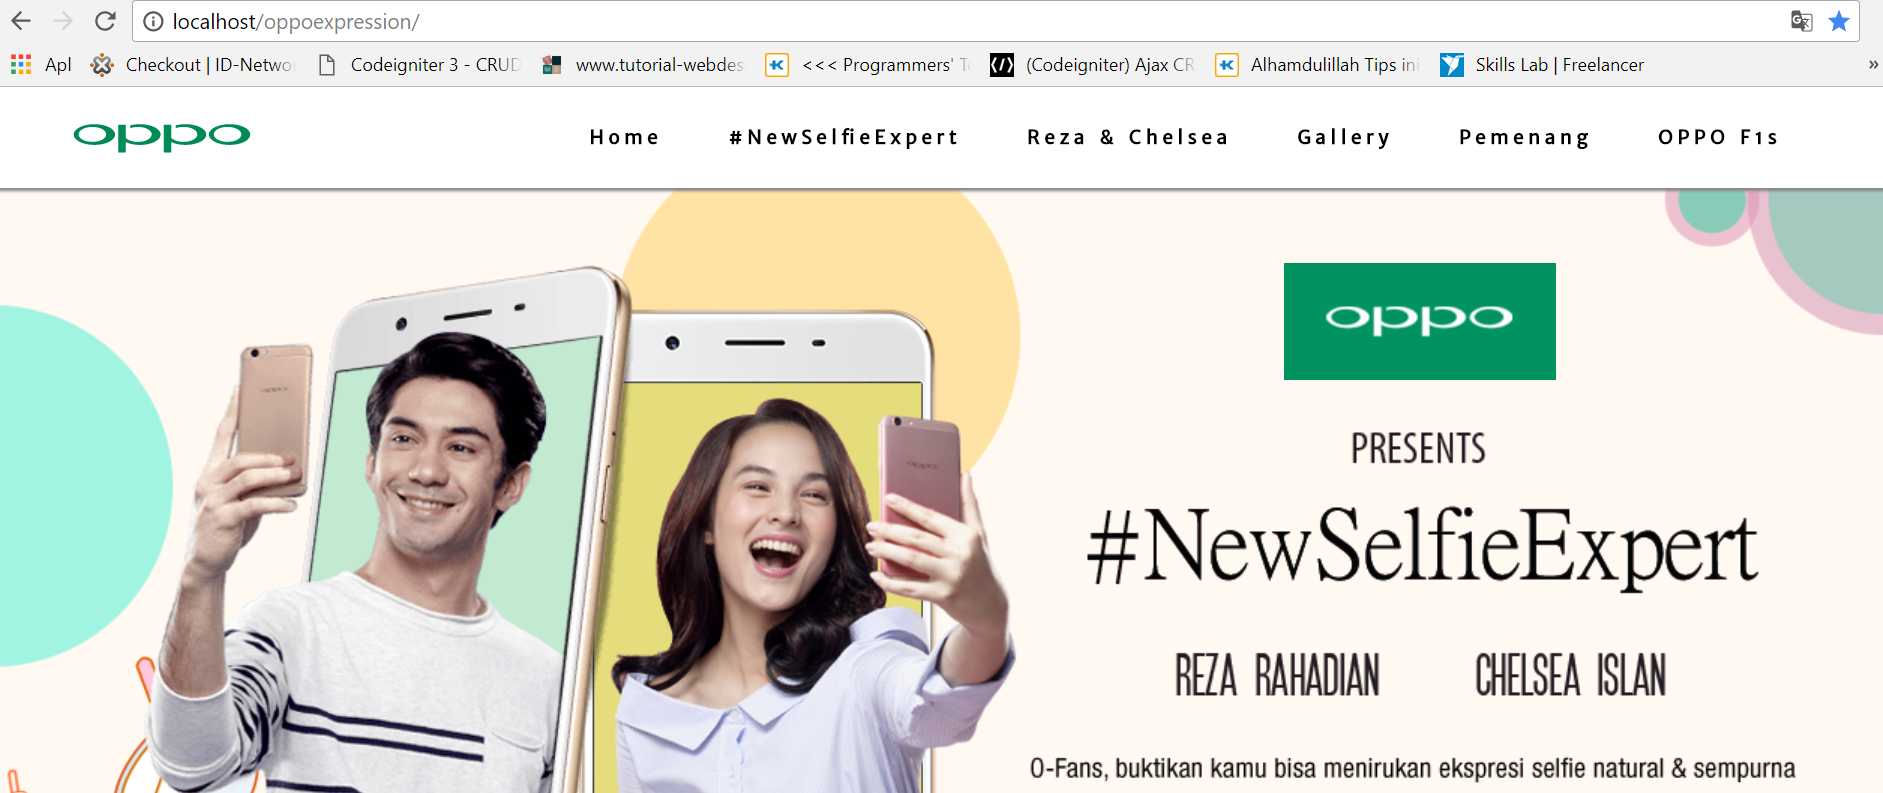 localhost/oppoexpression/
Apl Checkout | ID-Netwo Codeigniter 3 - CRUD www.tutorial-webdes <<< Programmers' T (Codeigniter) Ajax CR Alhamdulillah Tips ini Skills Lab | Freelancer »
oppo Home #NewSelfieExpert Reza & Chelsea Gallery Pemenang OPPO F1s
oppo
PRESENTS
#NewSelfieExpert
REZA RAHADIAN CHELSEA ISLAN
O-Fans, buktikan kamu bisa menirukan ekspresi selfie natural & sempurna
oppo
oppo